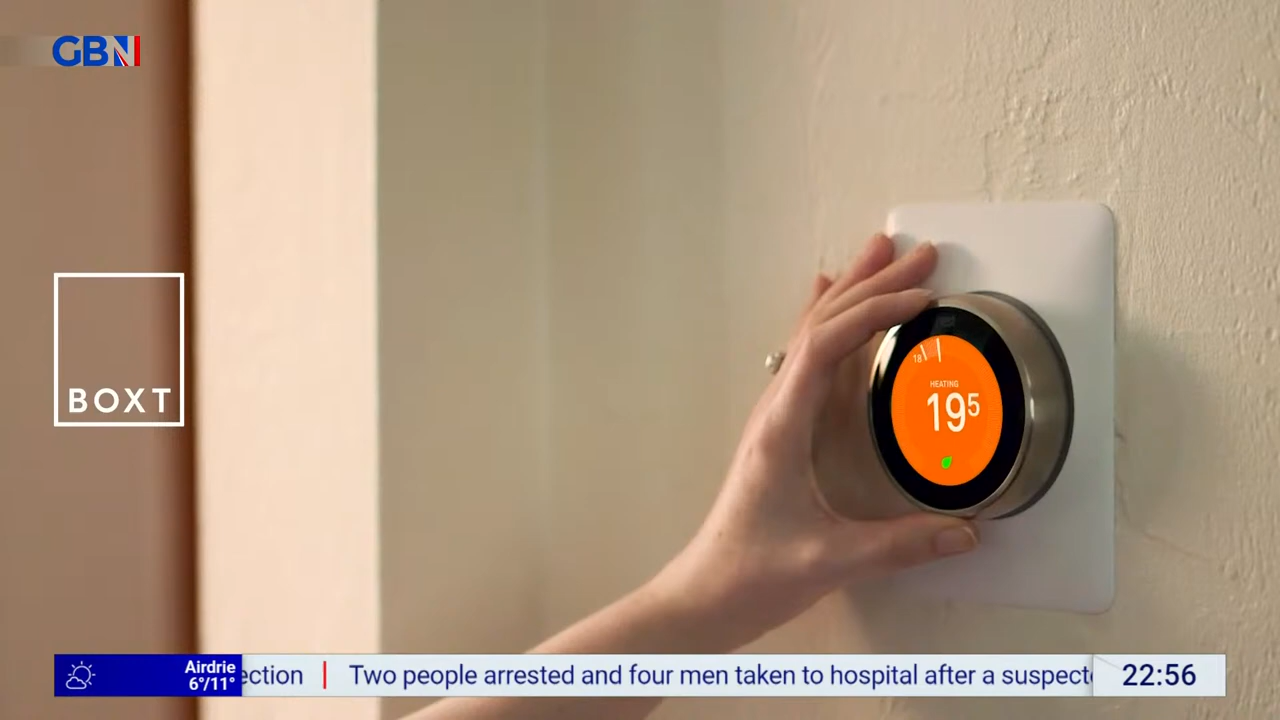 GBN
18
HEATING
19⁵
BOXT
Airdrie
6°/11°
ection | Two people arrested and four men taken to hospital after a suspect
22:56